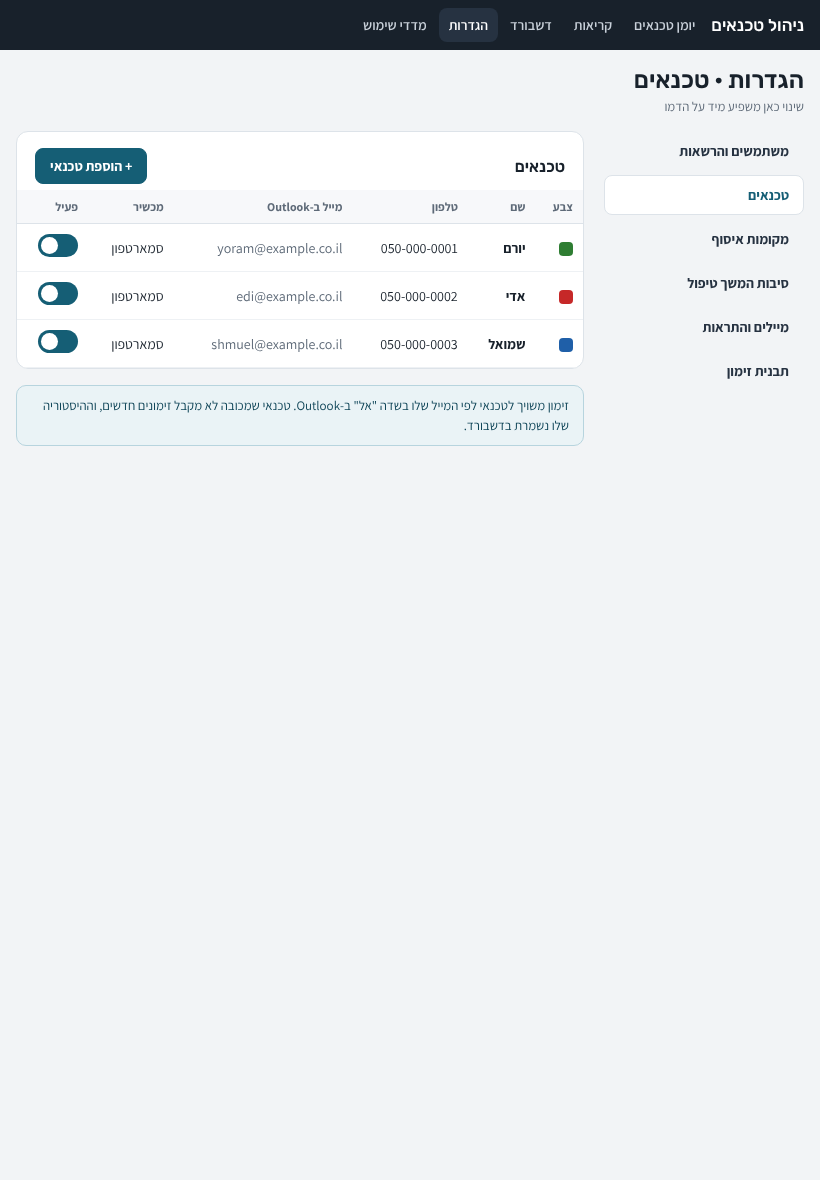 ניהול טכנאים
יומן טכנאים
קריאות
דשבורד
הגדרות
מדדי שימוש
הגדרות • טכנאים
שינוי כאן משפיע מיד על הדמו
משתמשים והרשאות
טכנאים
מקומות איסוף
סיבות המשך טיפול
מיילים והתראות
תבנית זימון
טכנאים
+ הוספת טכנאי
צבע שם טלפון מייל ב-Outlook מכשיר פעיל
יורם 050-000-0001 yoram@example.co.il סמארטפון
אדי 050-000-0002 edi@example.co.il סמארטפון
שמואל 050-000-0003 shmuel@example.co.il סמארטפון
זימון משויך לטכנאי לפי המייל שלו בשדה "אל" ב-Outlook. טכנאי שמכובה לא מקבל זימונים חדשים, וההיסטוריה
שלו נשמרת בדשבורד.